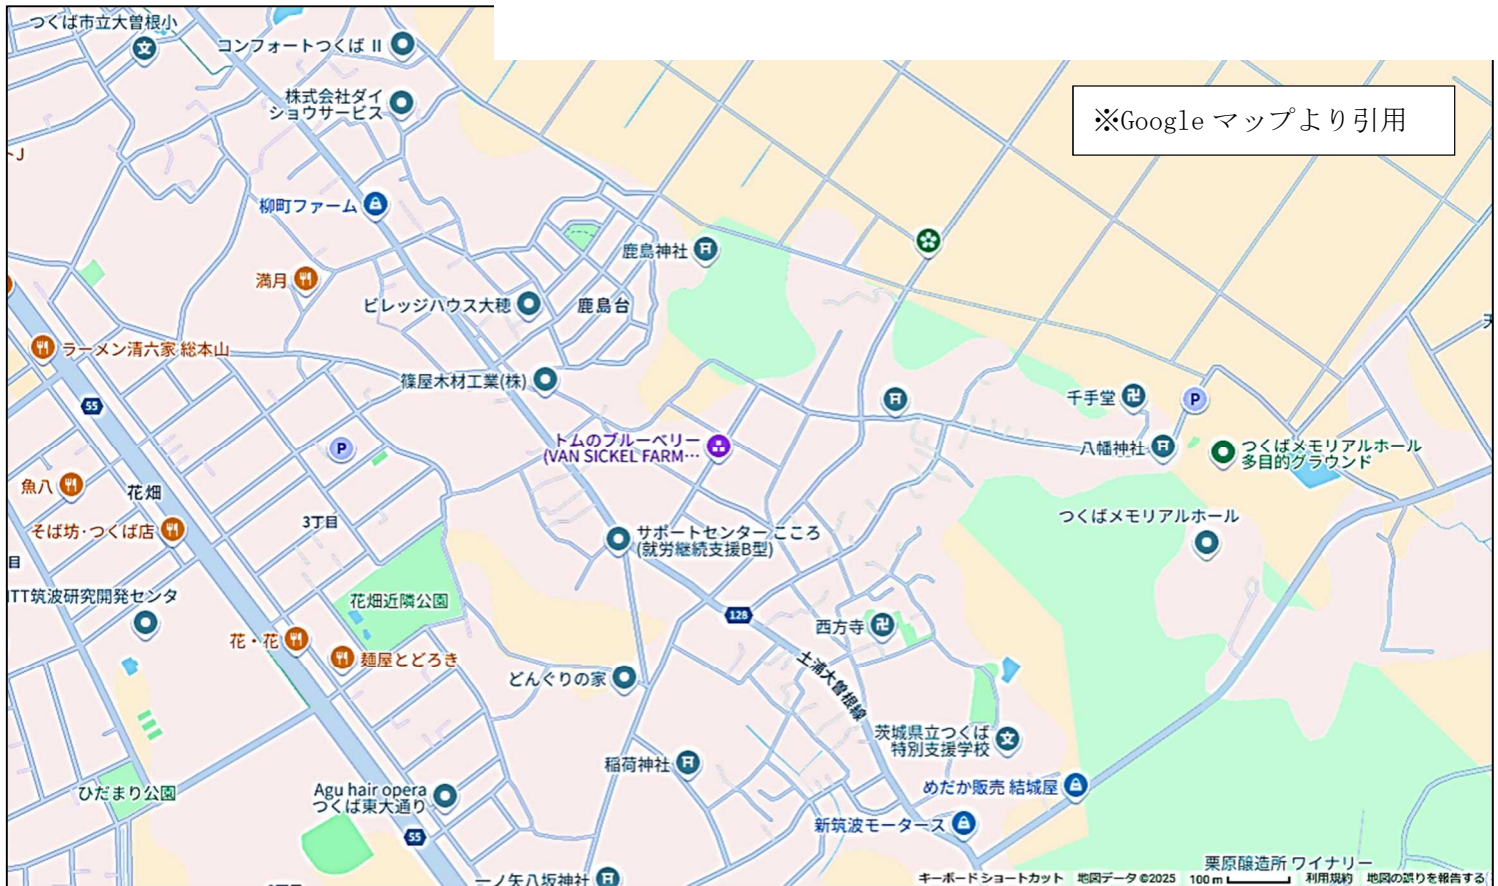 つくば市立大曽根小
コンフォートつくば II
株式会社ダイ
ショウサービス
※Google マップより引用
柳町ファーム
鹿島神社
満月
ビレッジハウス大穂
鹿島台
ラーメン清六家 総本山
篠屋木材工業(株)
千手堂
55
P
P
トムのブルーベリー
(VAN SICKEL FARM…
八幡神社
つくばメモリアルホール
多目的グラウンド
魚八
花畑
3丁目
そば坊・つくば店
サポートセンター こころ
(就労継続支援B型)
つくばメモリアルホール
目
NTT筑波研究開発センタ
花畑近隣公園
128
西方寺
花・花
麺屋とどろき
どんぐりの家
土浦大曽根線
茨城県立つくば
特別支援学校
稲荷神社
ひだまり公園
Agu hair opera
つくば東大通り
めだか販売 結城屋
新筑波モータース
55
栗原醸造所 ワイナリー
一ノ矢八坂神社
キーボード ショートカット
地図データ ©2025
100 m
利用規約
地図の誤りを報告する